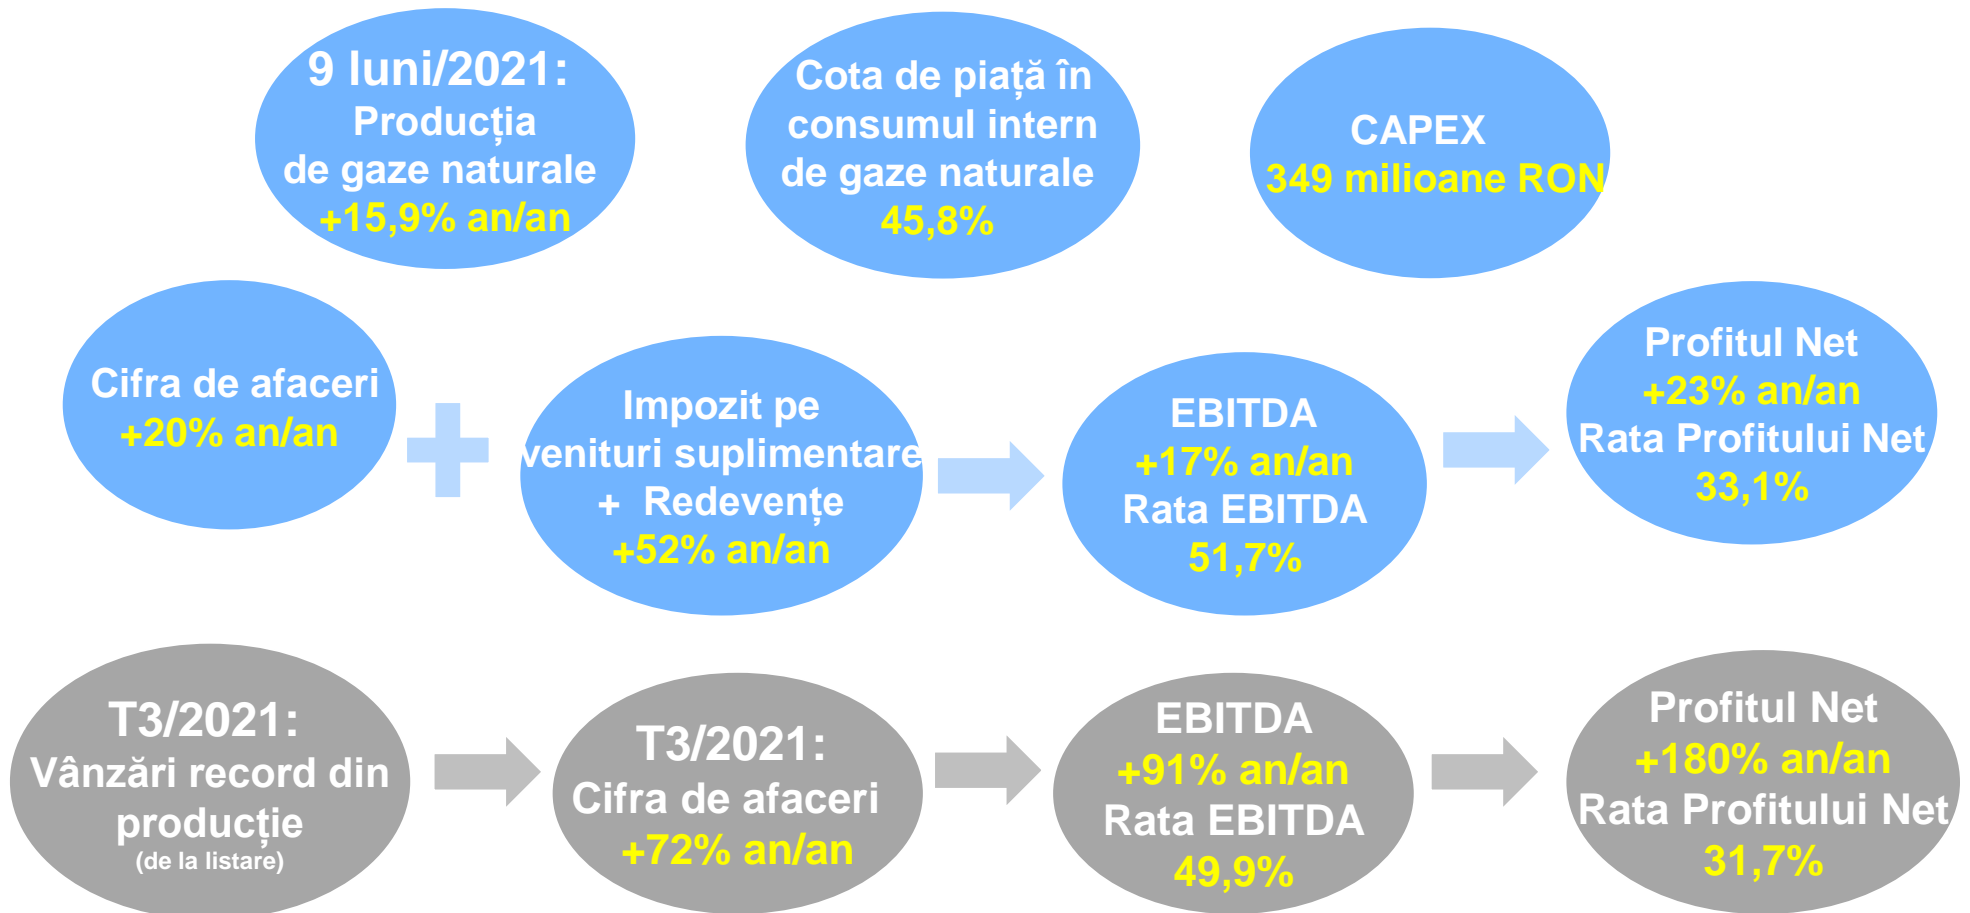 9 luni/2021:
Producția
de gaze naturale
+15,9% an/an
Cota de piață în
consumul intern
de gaze naturale
45,8%
CAPEX
349 milioane RON
Cifra de afaceri
+20% an/an
Impozit pe
venituri suplimentare
+ Redevențe
+52% an/an
EBITDA
+17% an/an
Rata EBITDA
51,7%
Profitul Net
+23% an/an
Rata Profitului Net
33,1%
T3/2021:
Vânzări record din
producție
(de la listare)
T3/2021:
Cifra de afaceri
+72% an/an
EBITDA
+91% an/an
Rata EBITDA
49,9%
Profitul Net
+180% an/an
Rata Profitului Net
31,7%